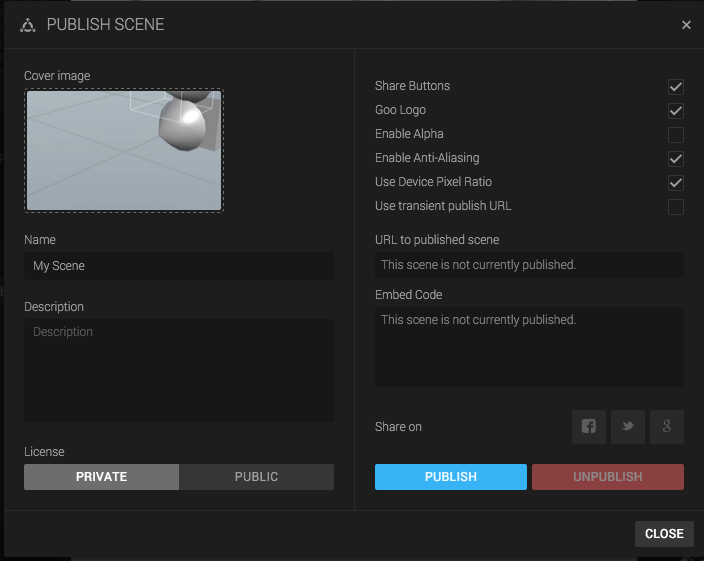 PUBLISH SCENE
Cover image
Name
My Scene
Description
Description
License
PRIVATE PUBLIC
Share Buttons
Goo Logo
Enable Alpha
Enable Anti-Aliasing
Use Device Pixel Ratio
Use transient publish URL
URL to published scene
This scene is not currently published.
Embed Code
This scene is not currently published.
Share on
PUBLISH UNPUBLISH
CLOSE